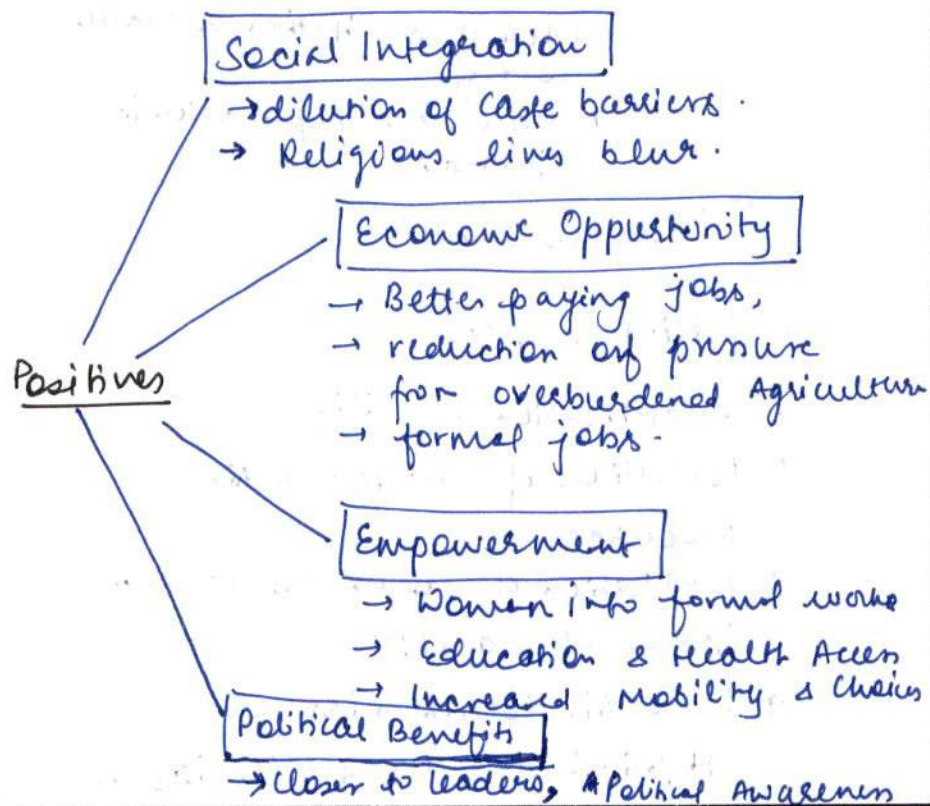 Social Integration
→ dilution of Caste barriers.
→ Religious lines blur.
Economic Oppurtunity
→ Better paying jobs,
→ reduction of pressure
Positives
from overburdened Agriculture
→ formal jobs.
Empowerment
→ Women into formal work
→ Education & Health Access
→ Increased Mobility & Choices
Political Benefits
→ Closer to leaders, Political Awareness